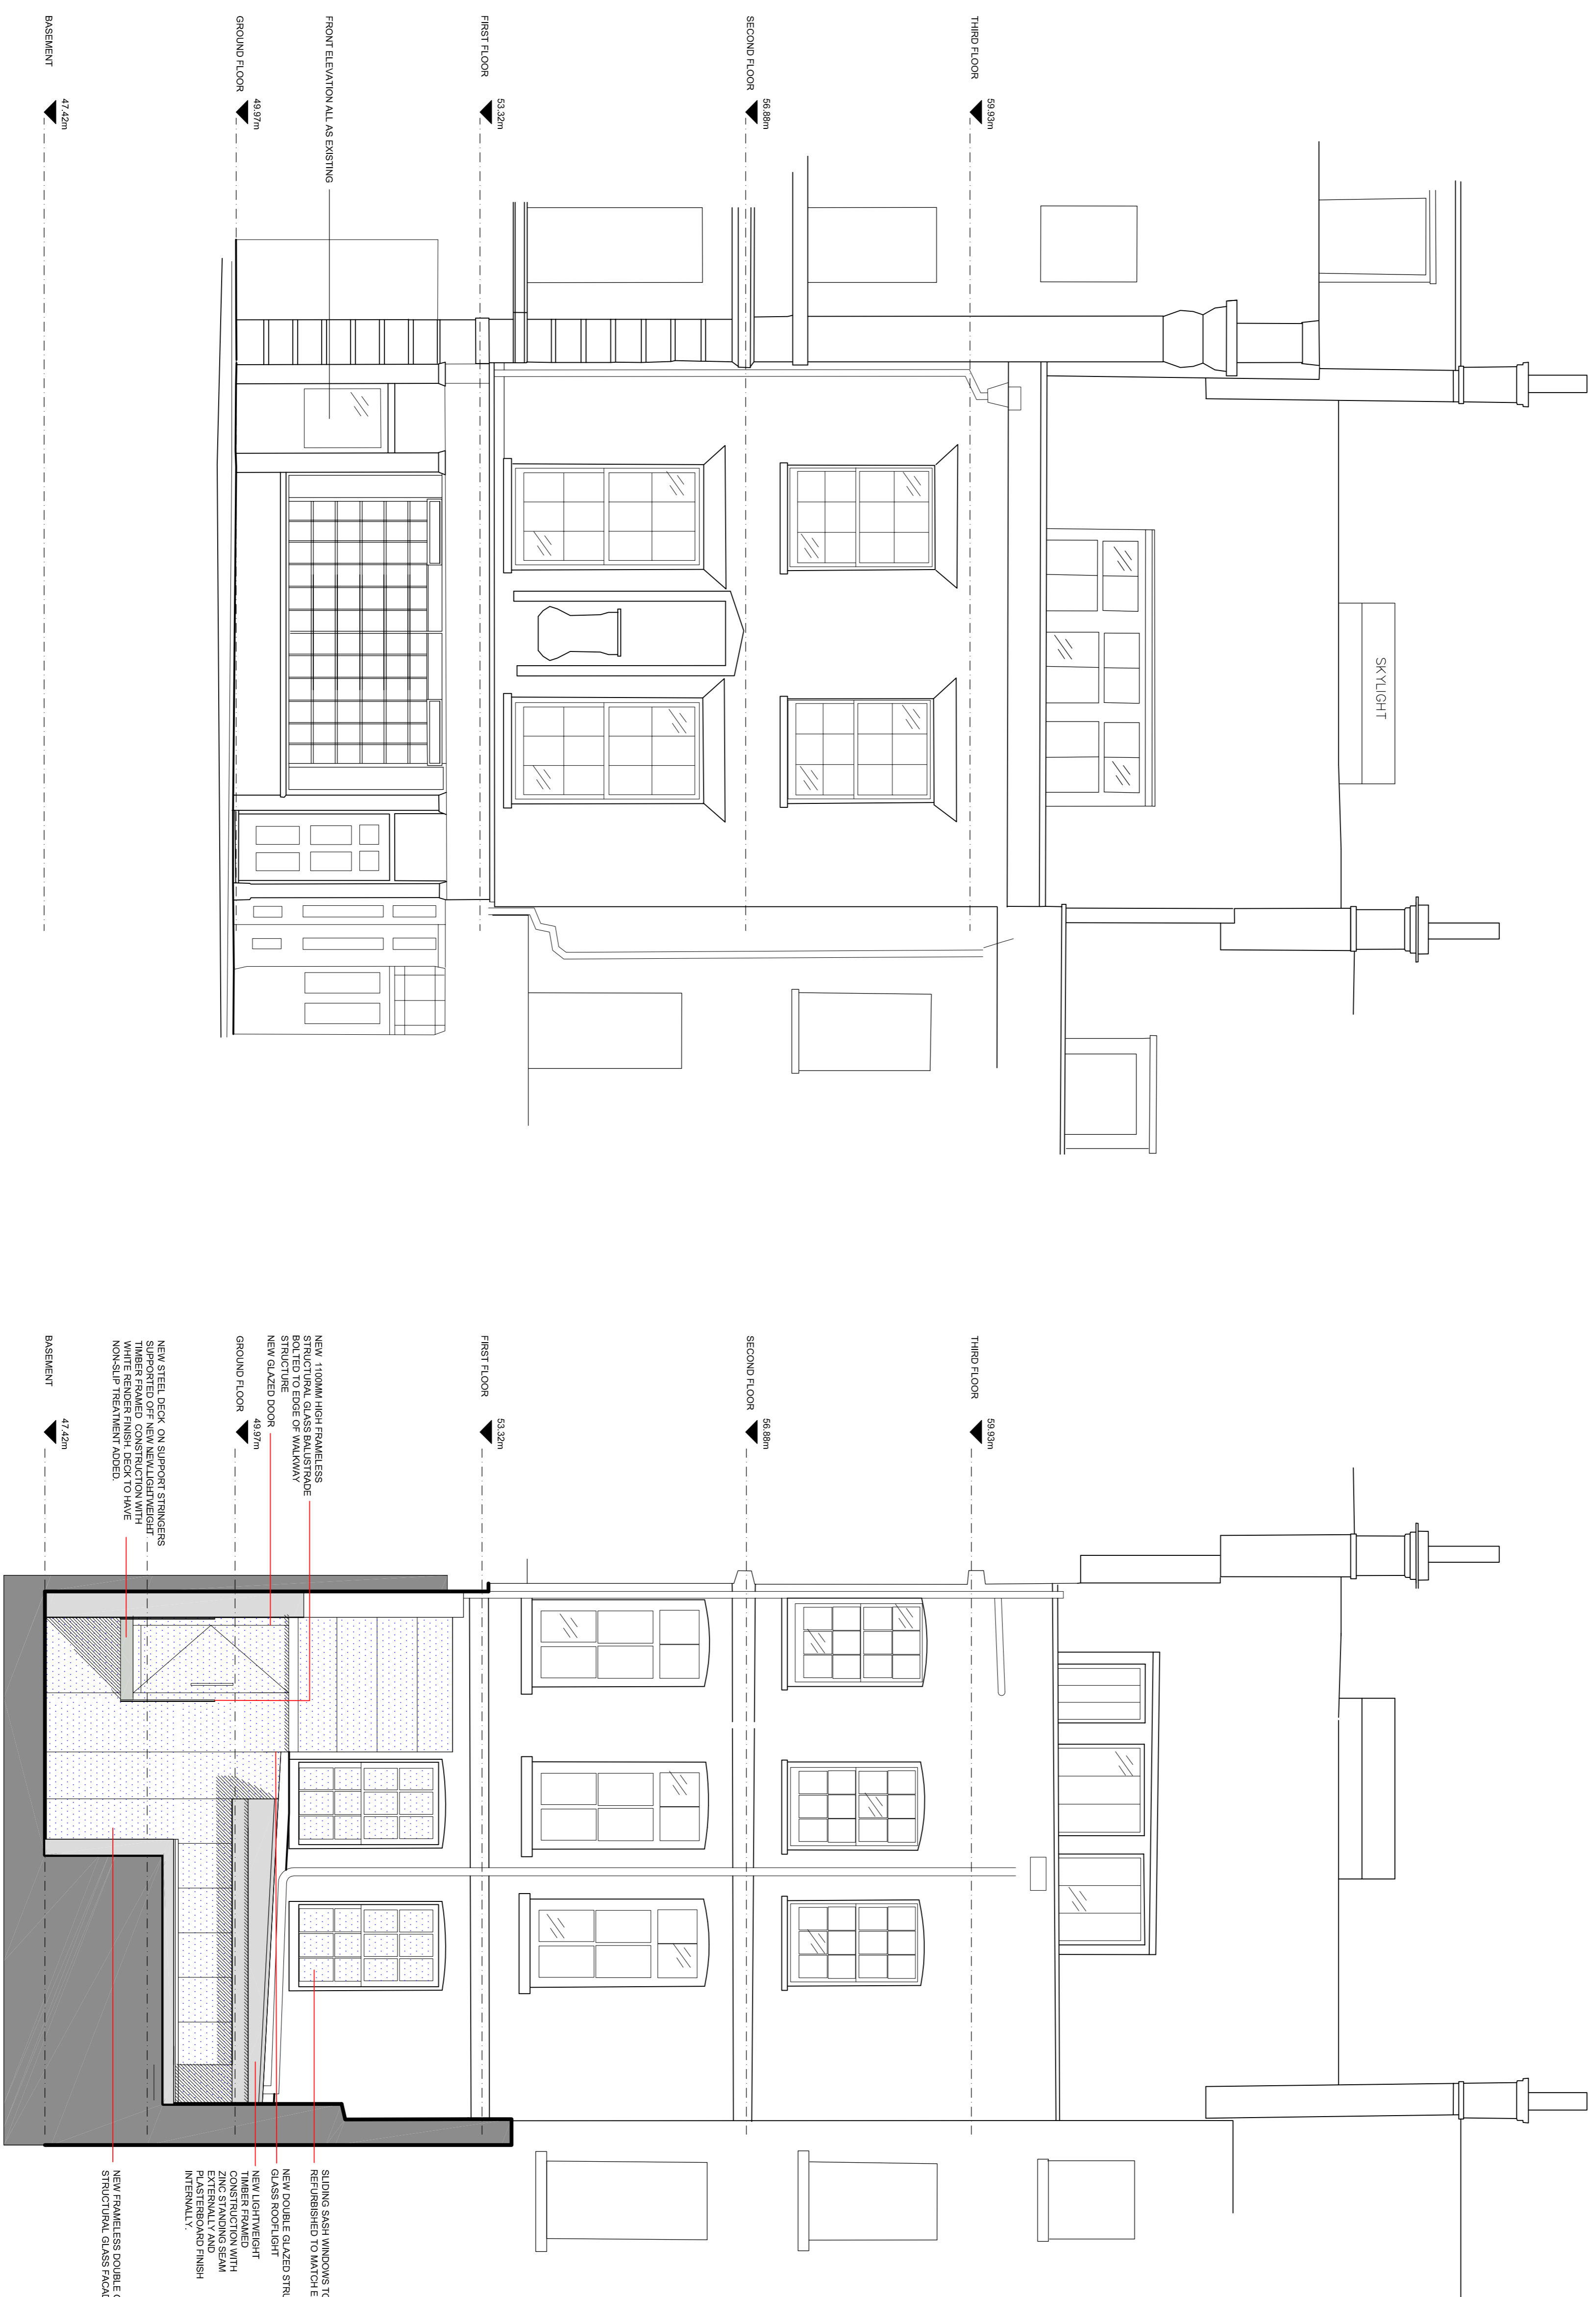 THIRD FLOOR
59.93m
SECOND FLOOR
56.88m
FIRST FLOOR
53.32m
FRONT ELEVATION ALL AS EXISTING
GROUND FLOOR
49.97m
BASEMENT
47.42m
SKYLIGHT
THIRD FLOOR
59.93m
SECOND FLOOR
56.88m
FIRST FLOOR
53.32m
NEW 1100MM HIGH FRAMELESS
STRUCTURAL GLASS BALUSTRADE
BOLTED TO EDGE OF WALKWAY
STRUCTURE
NEW GLAZED DOOR
GROUND FLOOR
49.97m
NEW STEEL DECK ON SUPPORT STRINGERS
SUPPORTED OFF NEW NEW LIGHTWEIGHT
TIMBER FRAMED CONSTRUCTION WITH
WHITE RENDER FINISH. DECK TO HAVE
NON-SLIP TREATMENT ADDED.
BASEMENT
47.42m
SLIDING SASH WINDOWS TO
REFURBISHED TO MATCH E
NEW DOUBLE GLAZED STRU
GLASS ROOFLIGHT
NEW LIGHTWEIGHT
TIMBER FRAMED
CONSTRUCTION WITH
ZINC STANDING SEAM
EXTERNALLY AND
PLASTERBOARD FINISH
INTERNALLY.
NEW FRAMELESS DOUBLE
STRUCTURAL GLASS FACAD